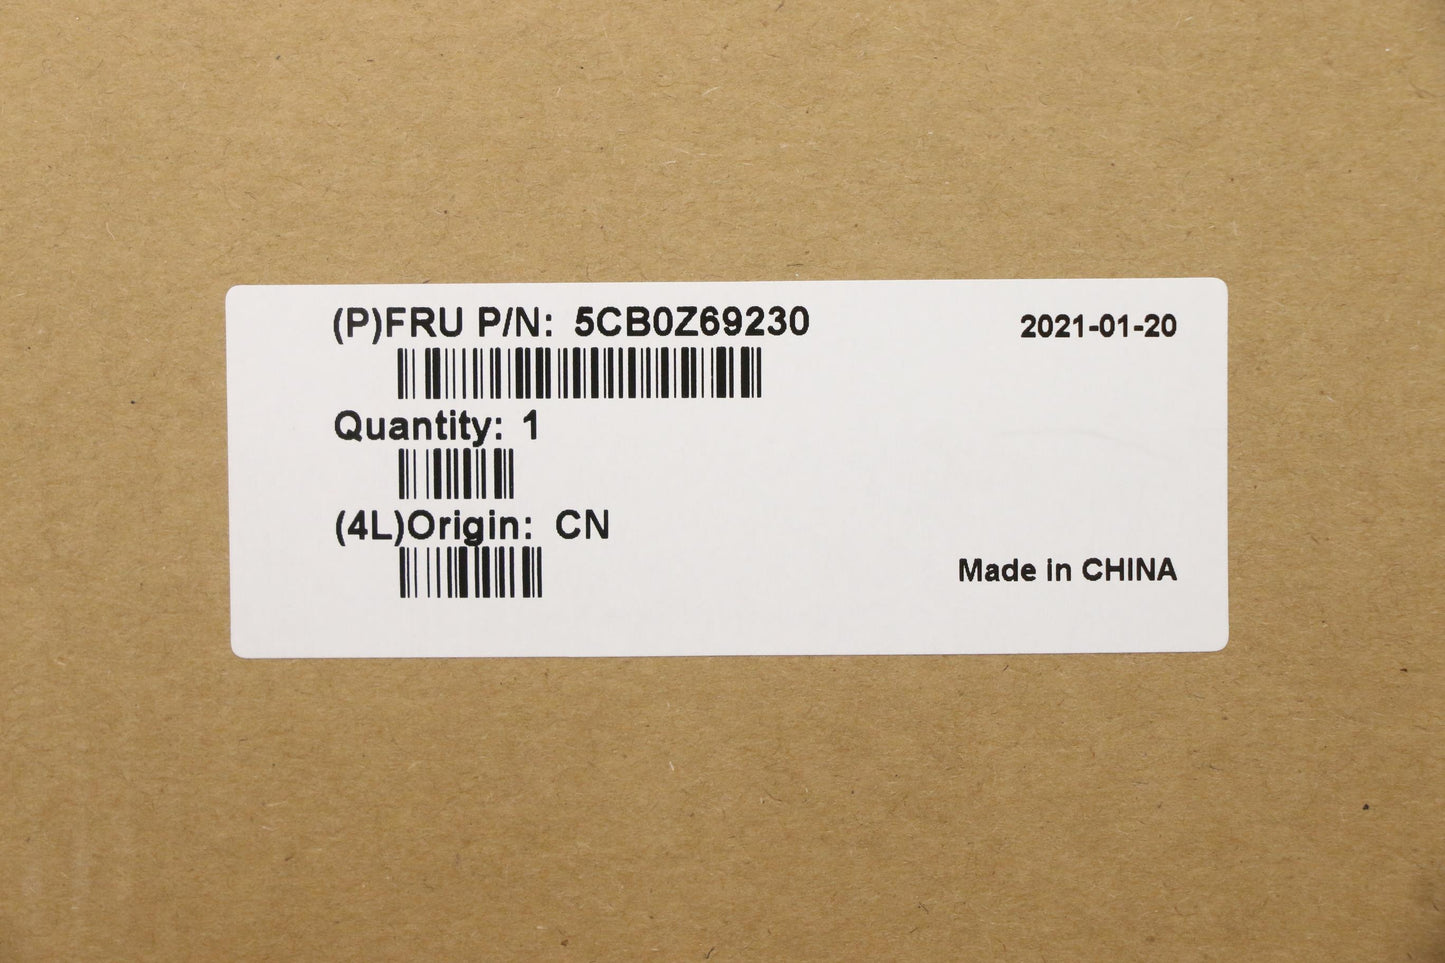 (P)FRU P/N: 5CB0Z69230
2021-01-20
Quantity: 1
(4L)Origin: CN
Made in CHINA